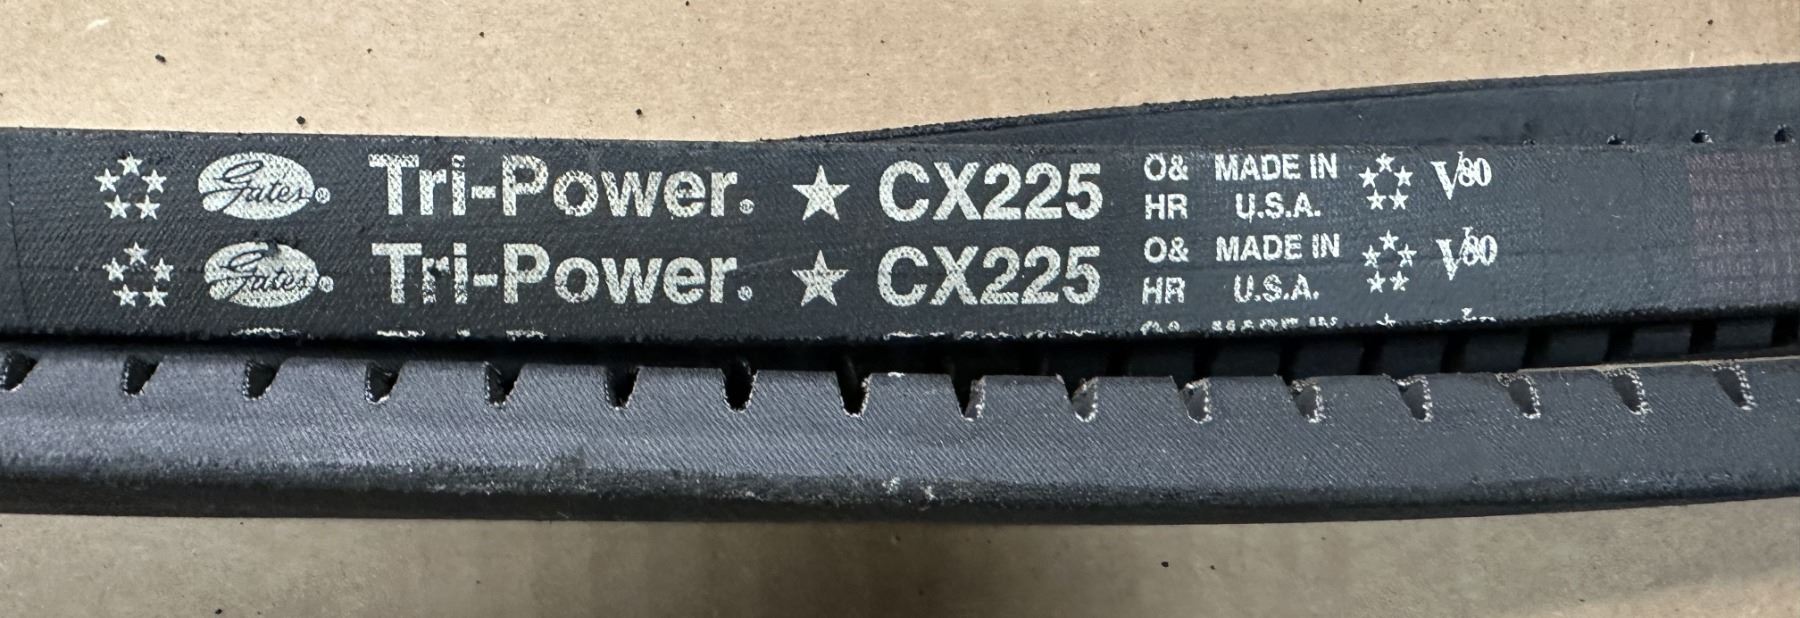 Gates® Tri-Power® ★ CX225 O& HR MADE IN U.S.A. V80
Gates® Tri-Power® ★ CX225 O& HR MADE IN U.S.A. V80